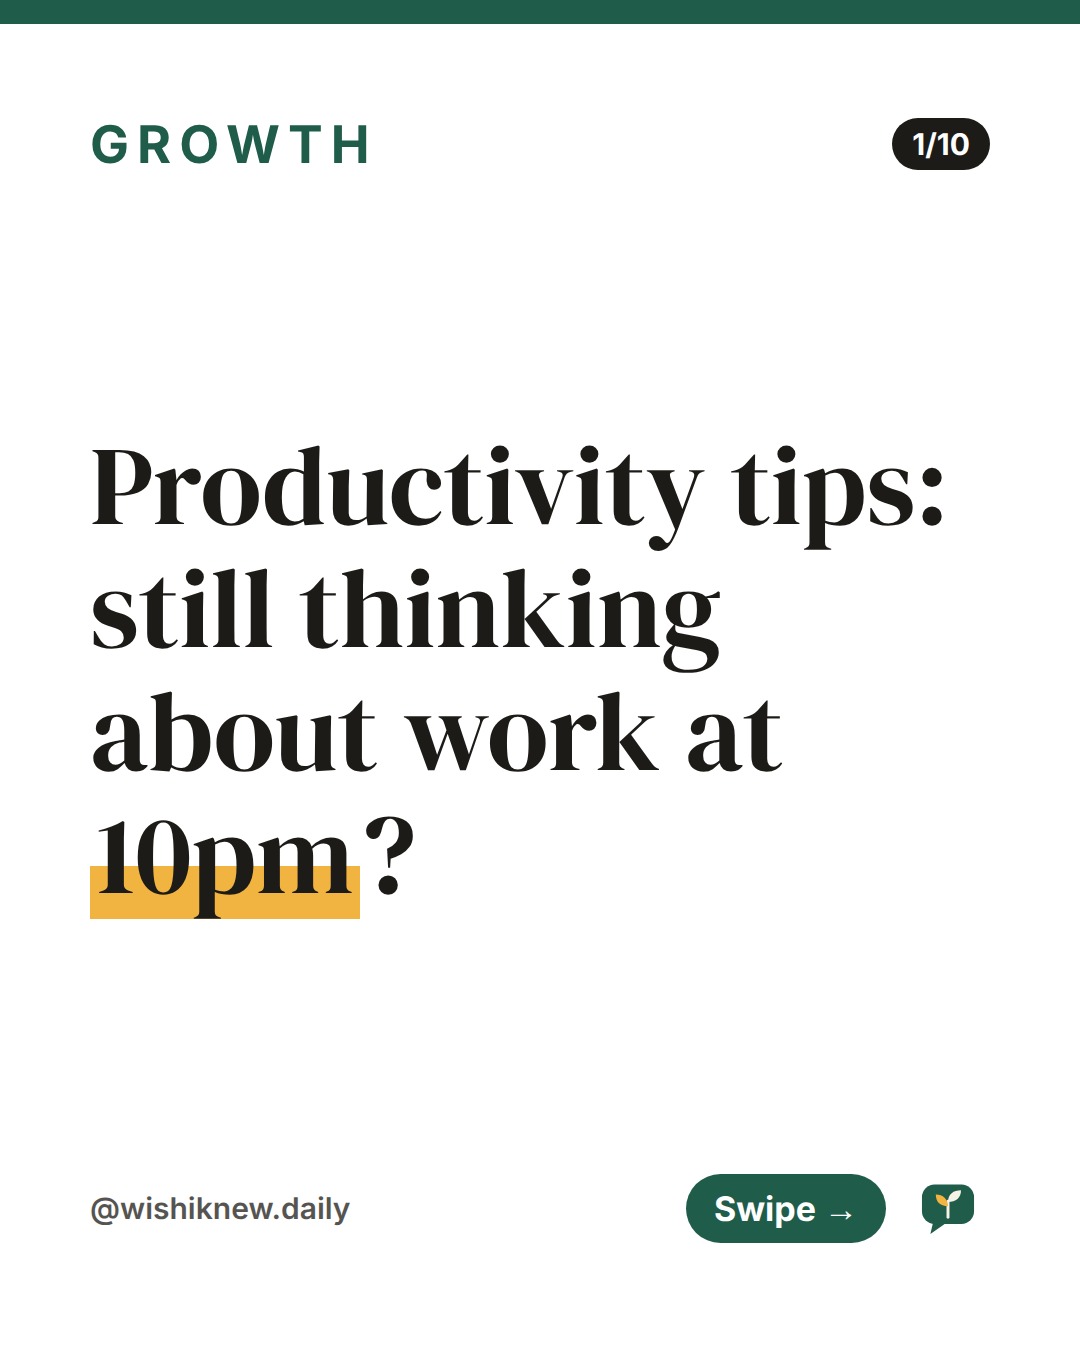 GROWTH
1/10
Productivity tips:
still thinking
about work at
10pm?
@wishiknew.daily
Swipe →